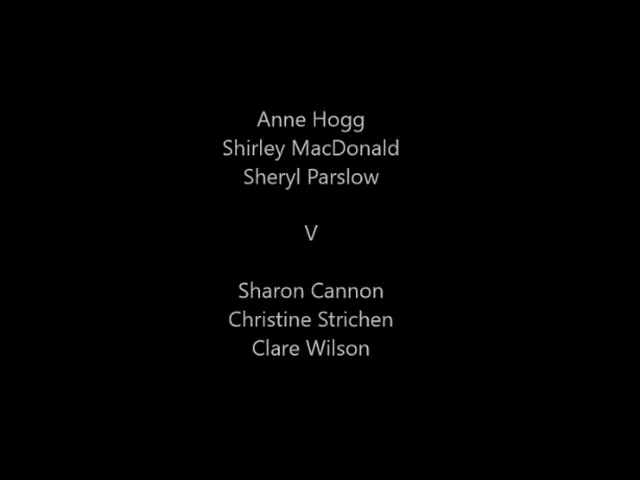 Anne Hogg
Shirley MacDonald
Sheryl Parslow
V
Sharon Cannon
Christine Strichen
Clare Wilson